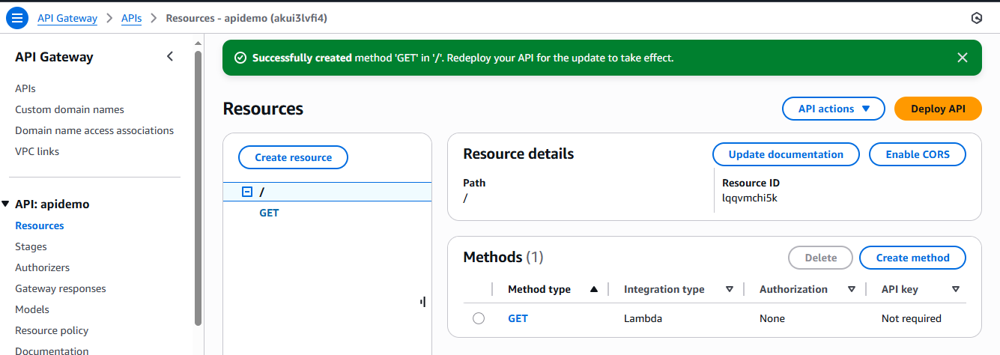 API Gateway > APIs > Resources - apidemo (akui3lvfi4)
API Gateway
APIs
Custom domain names
Domain name access associations
VPC links
API: apidemo
Resources
Stages
Authorizers
Gateway responses
Models
Resource policy
Documentation
Successfully created method 'GET' in '/'. Redeploy your API for the update to take effect.
Resources
API actions
Deploy API
Create resource
/
GET
Resource details
Update documentation
Enable CORS
Path
/
Resource ID
lqqvmchi5k
Methods (1)
Delete
Create method
Method type Integration type Authorization API key
GET Lambda None Not required